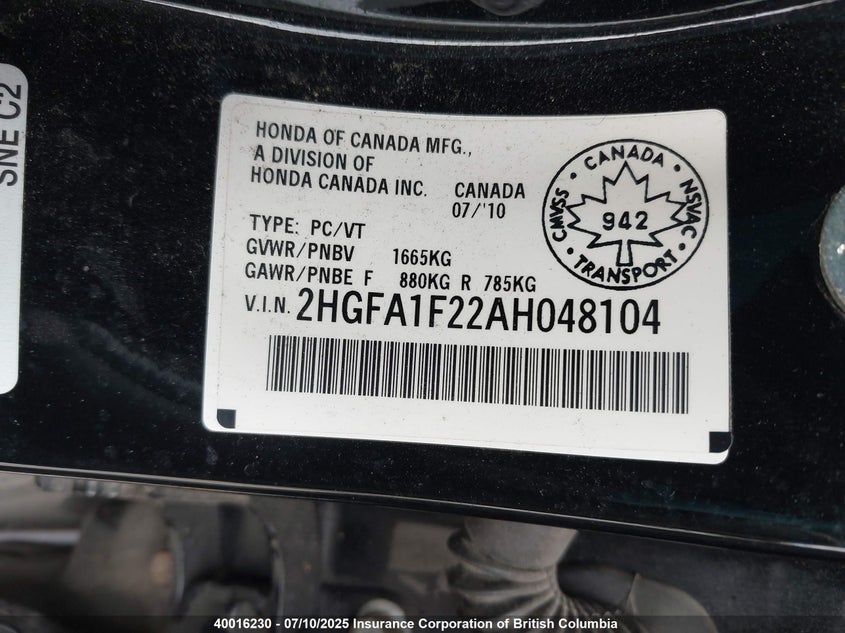 SNE C2
HONDA OF CANADA MFG.,
A DIVISION OF
HONDA CANADA INC. CANADA
07/'10
TYPE: PC/VT
GVWR/PNBV 1665KG
GAWR/PNBE F 880KG R 785KG
V.I.N. 2HGFA1F22AH048104
CMVSS · CANADA · NSVAC
942
· TRANSPORT ·
40016230 - 07/10/2025 Insurance Corporation of British Columbia